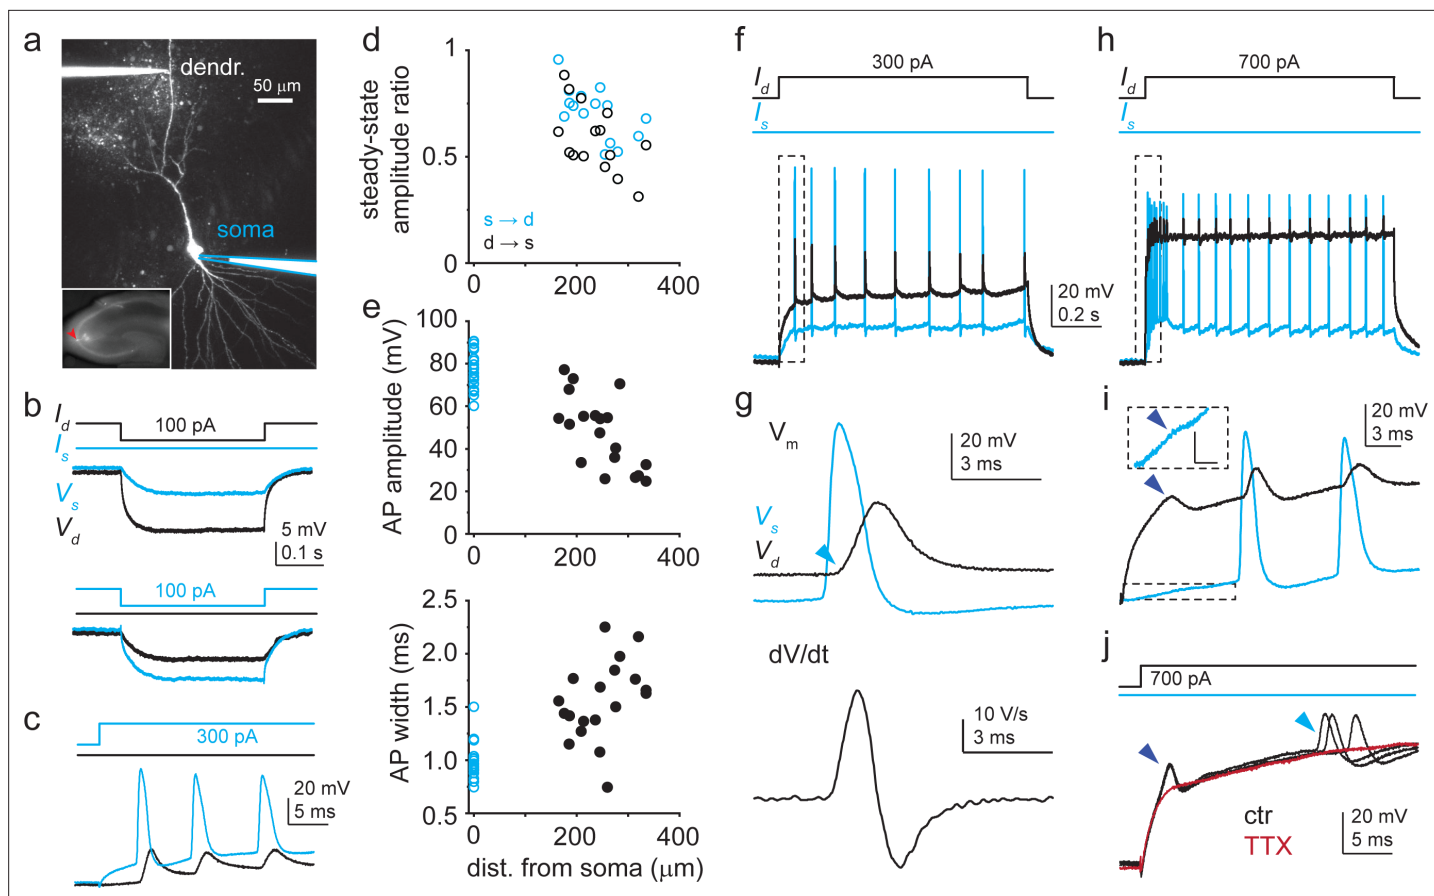 a
dendr.
50 μm
soma
b
I_d
100 pA
I_s
V_s
V_d
5 mV
0.1 s
100 pA
c
300 pA
20 mV
5 ms
d
steady-state
amplitude ratio
1
0.5
0
s → d
d → s
0
200
400
e
AP amplitude (mV)
100
80
60
40
20
0
AP width (ms)
2.5
2.0
1.5
1.0
0.5
0
200
400
dist. from soma (μm)
f
I_d
300 pA
I_s
20 mV
0.2 s
g
V_m
20 mV
3 ms
V_s
V_d
dV/dt
10 V/s
3 ms
h
I_d
700 pA
I_s
i
20 mV
3 ms
j
700 pA
ctr
TTX
20 mV
5 ms